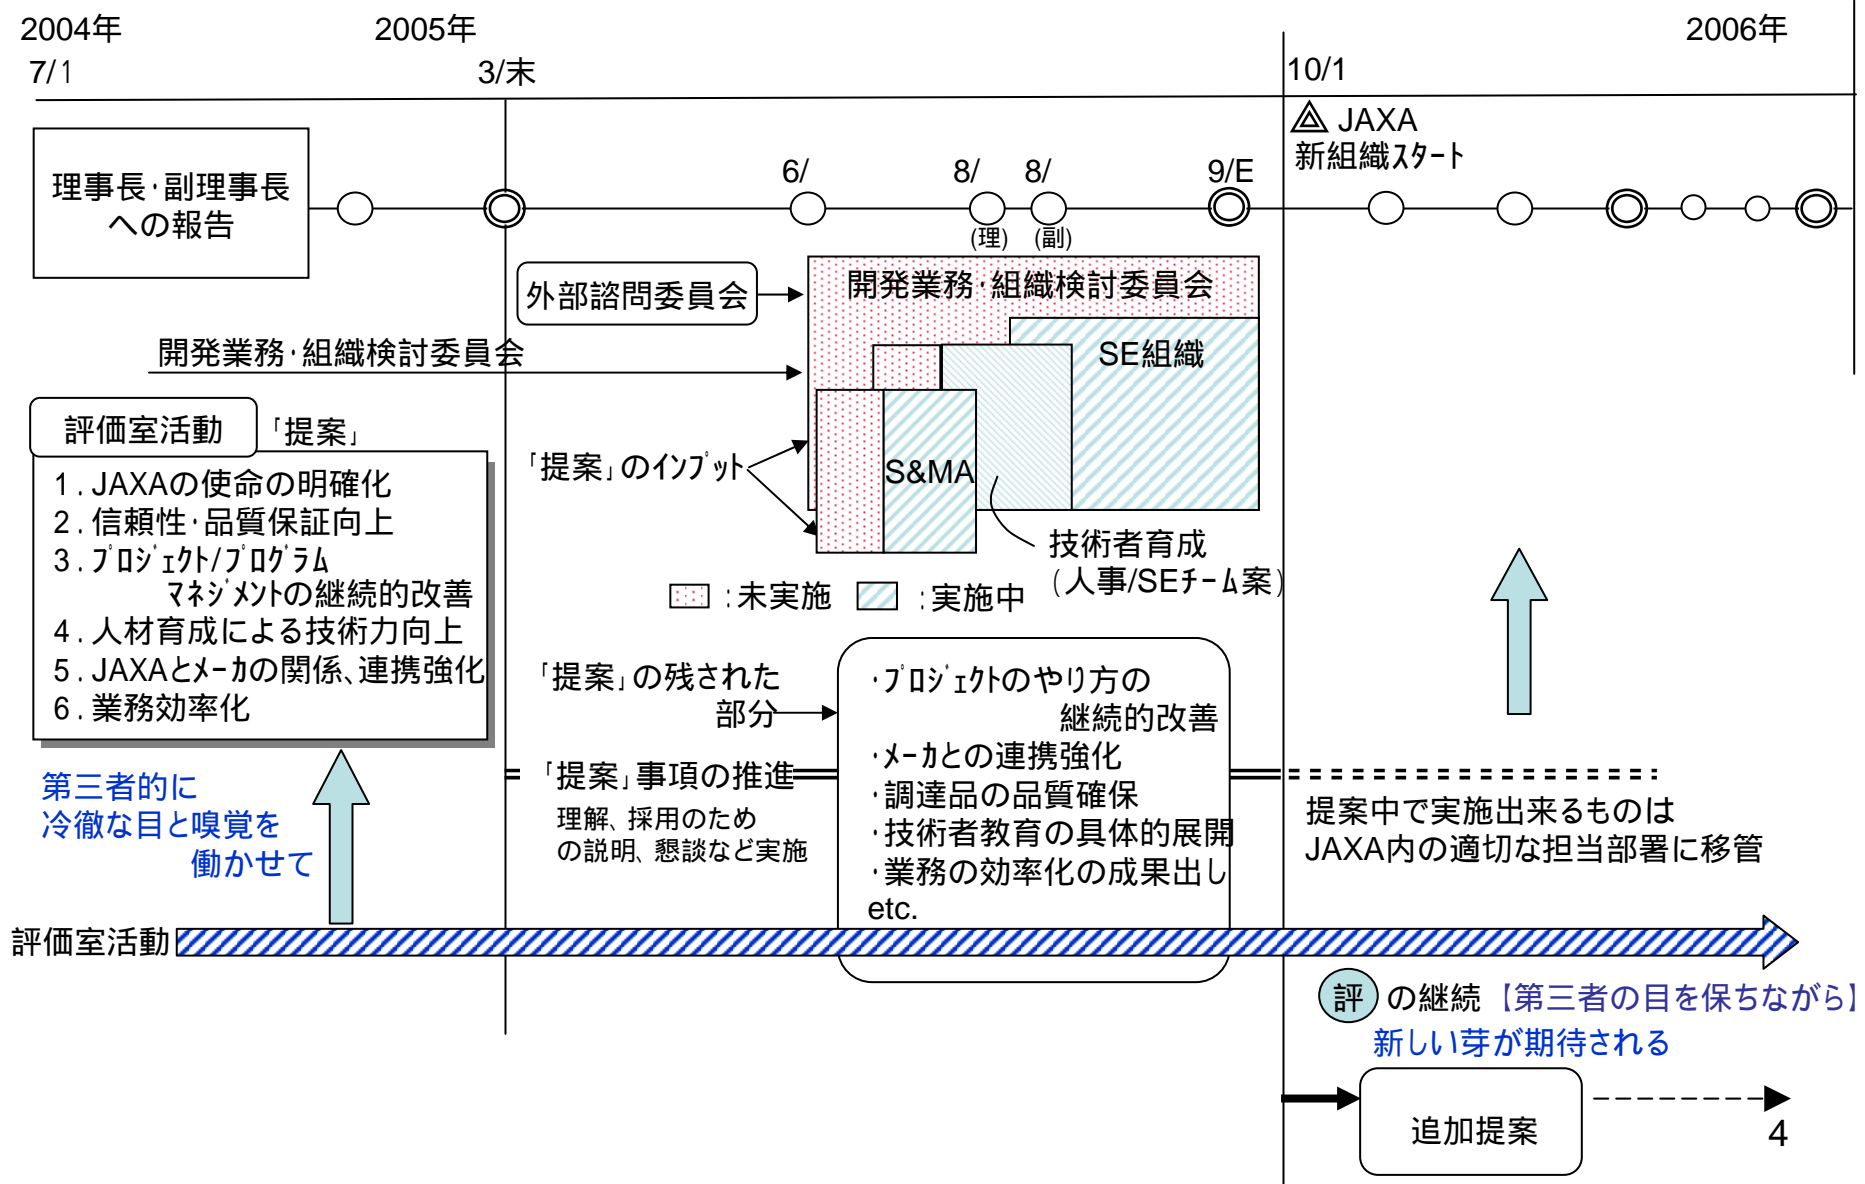 2004年
2005年
2006年
7/1
3/末
10/1
JAXA
新組織ｽﾀｰﾄ
理事長･副理事長
への報告
6/
8/
8/
9/E
(理)
(副)
外部諮問委員会
開発業務･組織検討委員会
開発業務･組織検討委員会
SE組織
評価室活動
｢提案｣
1．JAXAの使命の明確化
2．信頼性･品質保証向上
3．ﾌﾟﾛｼﾞｪｸﾄ/ﾌﾟﾛｸﾞﾗﾑ
ﾏﾈｼﾞﾒﾝﾄの継続的改善
4．人材育成による技術力向上
5．JAXAとﾒｰｶの関係､連携強化
6．業務効率化
｢提案｣のｲﾝﾌﾟｯﾄ
S&MA
技術者育成
(人事/SEﾁｰﾑ案)
:未実施
:実施中
｢提案｣の残された
部分
･ﾌﾟﾛｼﾞｪｸﾄのやり方の
継続的改善
･ﾒｰｶとの連携強化
･調達品の品質確保
･技術者教育の具体的展開
･業務の効率化の成果出し
etc.
｢提案｣事項の推進
理解､採用のため
の説明､懇談など実施
第三者的に
冷徹な目と嗅覚を
働かせて
提案中で実施出来るものは
JAXA内の適切な担当部署に移管
評価室活動
評 の継続【第三者の目を保ちながら】
新しい芽が期待される
追加提案
4